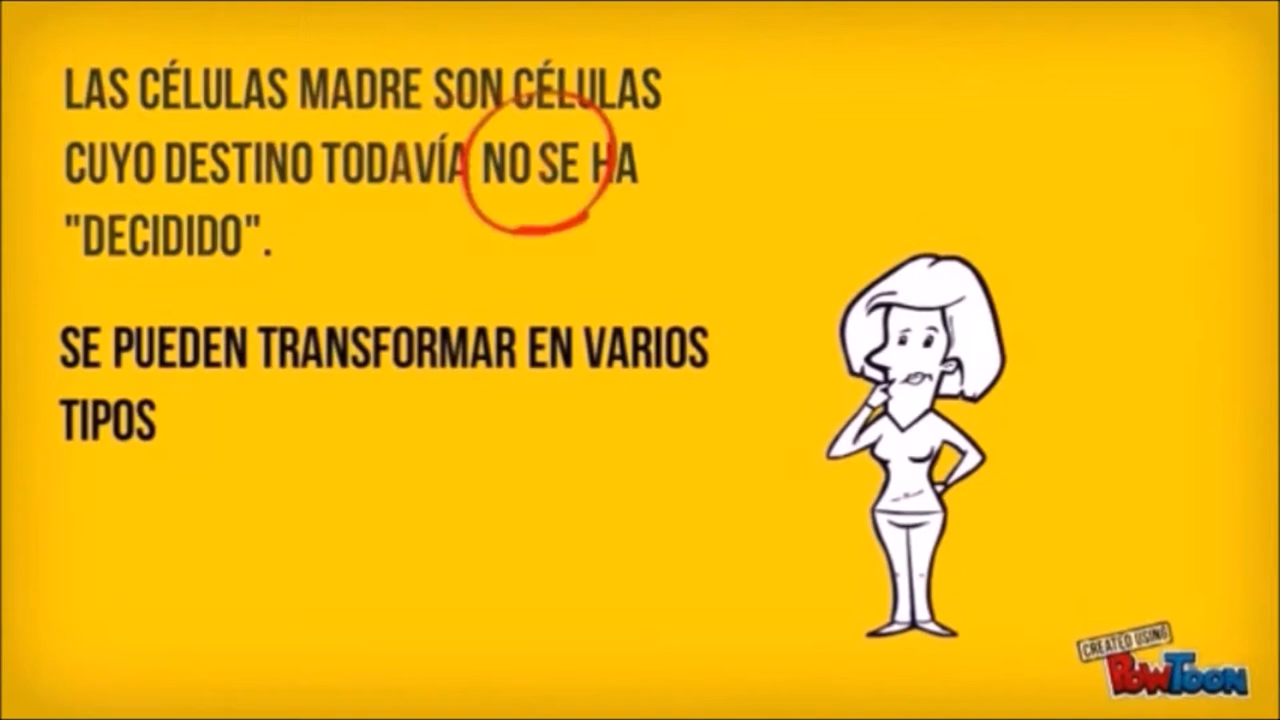 LAS CÉLULAS MADRE SON CÉLULAS
CUYO DESTINO TODAVÍA NO SE HA
"DECIDIDO".
SE PUEDEN TRANSFORMAR EN VARIOS
TIPOS
CREATED USING
POWTOON